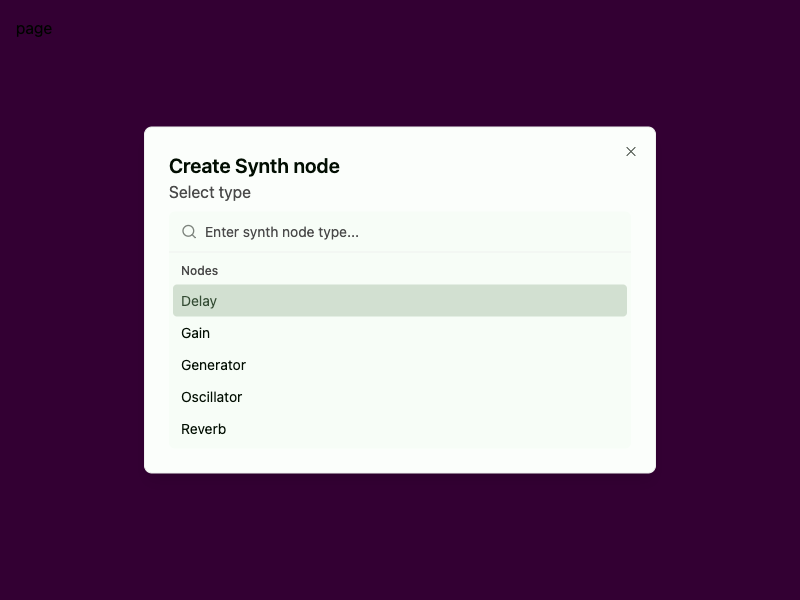 page
Create Synth node
Select type
Enter synth node type...
Nodes
Delay
Gain
Generator
Oscillator
Reverb